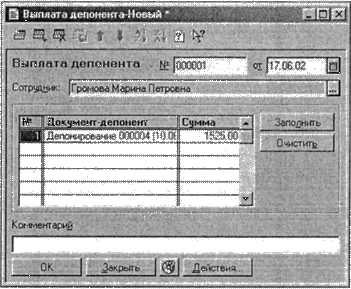 Выплата депонента-Новый *
Выплата депонента № 000001 от 17.06.02
Сотрудник: Громова Марина Петровна ...
№ Документ-депонент Сумма
1 Депонирование 000004 (10.06 1526.00
Заполнить
Очистить
Комментарий
OK Закрыть Действия...